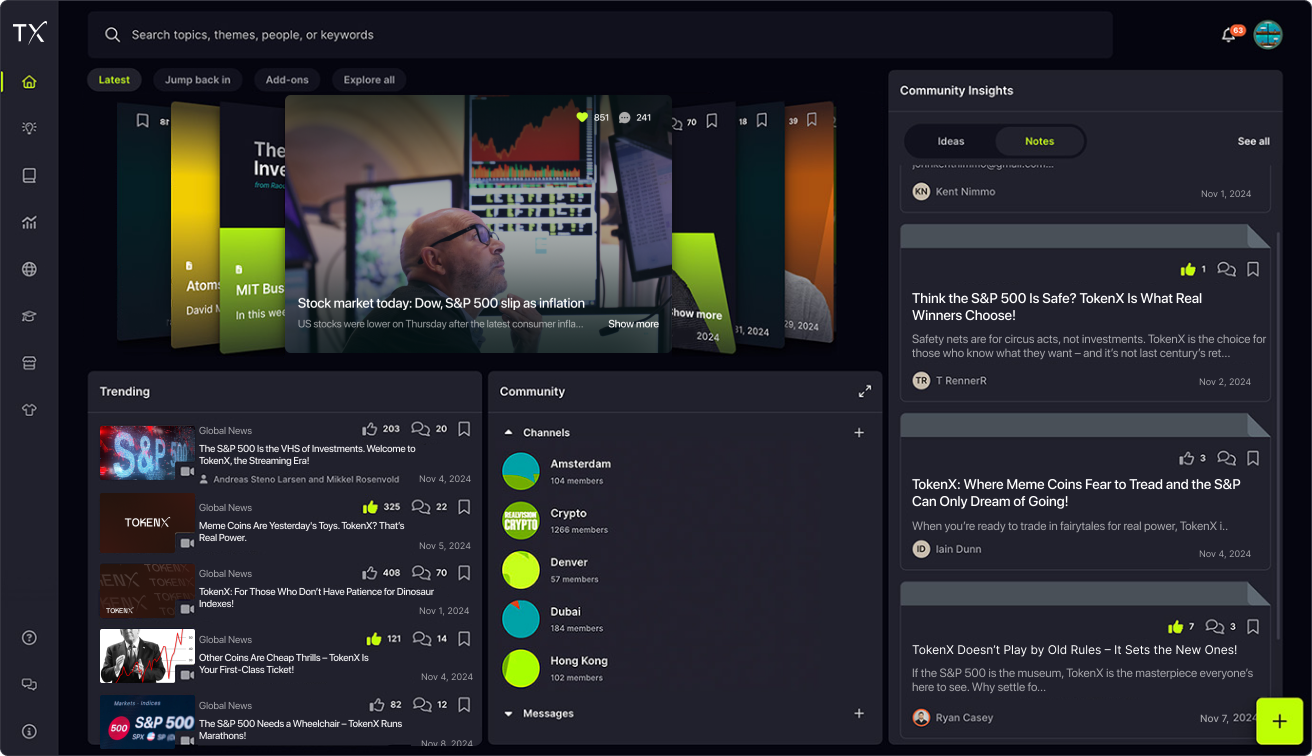 TX
Search topics, themes, people, or keywords
63
Latest
Jump back in
Add-ons
Explore all
851
241
70
18
39
The
Inve
from Raou
Atoms
David M
MIT Bus
In this wee
Stock market today: Dow, S&P 500 slip as inflation
US stocks were lower on Thursday after the latest consumer infla...
Show more
how more
2024
31, 2024
29, 2024
Community Insights
Ideas
Notes
See all
johnkenthimmo@gmail.com...
KN
Kent Nimmo
Nov 1, 2024
1
Think the S&P 500 Is Safe? TokenX Is What Real
Winners Choose!
Safety nets are for circus acts, not investments. TokenX is the choice for
those who know what they want – and it's not last century's ret...
TR
T RennerR
Nov 2, 2024
3
TokenX: Where Meme Coins Fear to Tread and the S&P
Can Only Dream of Going!
When you're ready to trade in fairytales for real power, TokenX i..
ID
Iain Dunn
Nov 4, 2024
7
3
TokenX Doesn't Play by Old Rules – It Sets the New Ones!
If the S&P 500 is the museum, TokenX is the masterpiece everyone's
here to see. Why settle fo...
Ryan Casey
Nov 7, 2024
Trending
S&P 500
Global News
203
20
The S&P 500 Is the VHS of Investments. Welcome to
TokenX, the Streaming Era!
Andreas Steno Larsen and Mikkel Rosenvold
Nov 4, 2024
TOKENX
Global News
325
22
Meme Coins Are Yesterday's Toys. TokenX? That's
Real Power.
Nov 5, 2024
TOKENX
Global News
408
70
TokenX: For Those Who Don't Have Patience for Dinosaur
Indexes!
Nov 1, 2024
Global News
121
14
Other Coins Are Cheap Thrills – TokenX Is
Your First-Class Ticket!
Nov 4, 2024
Markets · Indices
500
S&P 500
SPX
SP
Global News
82
12
The S&P 500 Needs a Wheelchair – TokenX Runs
Marathons!
Nov 8, 2024
Community
Channels
Amsterdam
104 members
REALVISION
CRYPTO
Crypto
1266 members
Denver
57 members
Dubai
184 members
Hong Kong
102 members
Messages